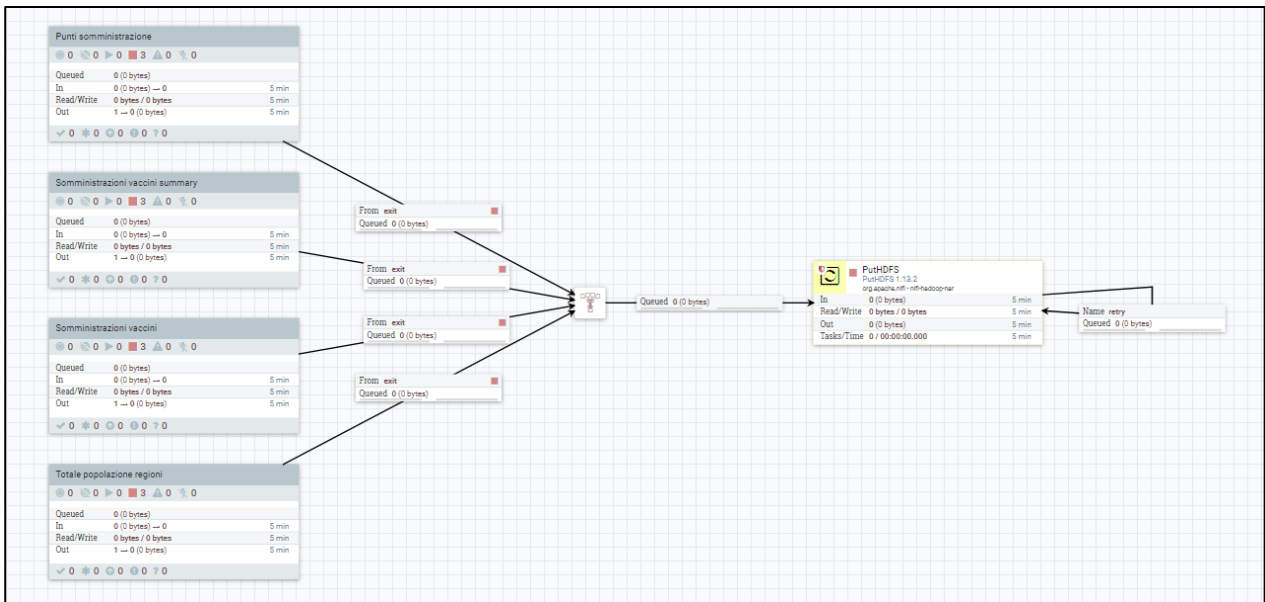 Punti somministrazione
0 0 0 3 0 0
Queued 0 (0 bytes)
In 0 (0 bytes) → 0 5 min
Read/Write 0 bytes / 0 bytes 5 min
Out 1 → 0 (0 bytes) 5 min
0 0 0 0 ? 0
Somministrazioni vaccini summary
0 0 0 3 0 0
Queued 0 (0 bytes)
In 0 (0 bytes) → 0 5 min
Read/Write 0 bytes / 0 bytes 5 min
Out 1 → 0 (0 bytes) 5 min
0 0 0 0 ? 0
Somministrazioni vaccini
0 0 0 3 0 0
Queued 0 (0 bytes)
In 0 (0 bytes) → 0 5 min
Read/Write 0 bytes / 0 bytes 5 min
Out 1 → 0 (0 bytes) 5 min
0 0 0 0 ? 0
Totale popolazione regioni
0 0 0 3 0 0
Queued 0 (0 bytes)
In 0 (0 bytes) → 0 5 min
Read/Write 0 bytes / 0 bytes 5 min
Out 1 → 0 (0 bytes) 5 min
0 0 0 0 ? 0
From exit
Queued 0 (0 bytes)
From exit
Queued 0 (0 bytes)
From exit
Queued 0 (0 bytes)
From exit
Queued 0 (0 bytes)
Queued 0 (0 bytes)
PutHDFS
PutHDFS 1.13.2
org.apache.nifi - nifi-hadoop-nar
In 0 (0 bytes) 5 min
Read/Write 0 bytes / 0 bytes 5 min
Out 0 (0 bytes) 5 min
Tasks/Time 0 / 00:00:00.000 5 min
Name retry
Queued 0 (0 bytes)